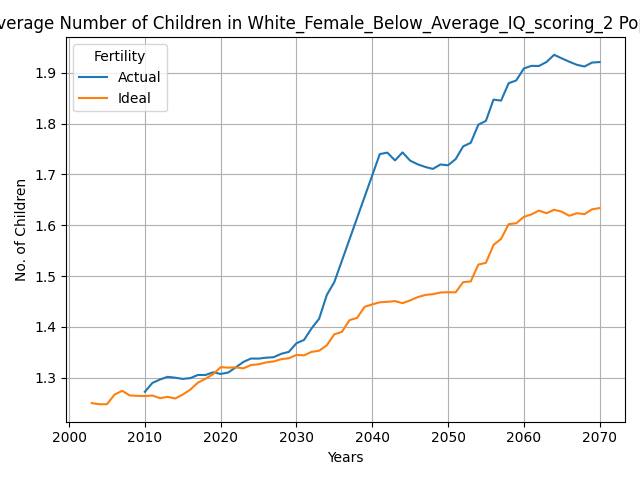 verage Number of Children in White_Female_Below_Average_IQ_scoring_2 Po
Fertility
Actual
Ideal
No. of Children
1.9
1.8
1.7
1.6
1.5
1.4
1.3
2000 2010 2020 2030 2040 2050 2060 2070
Years